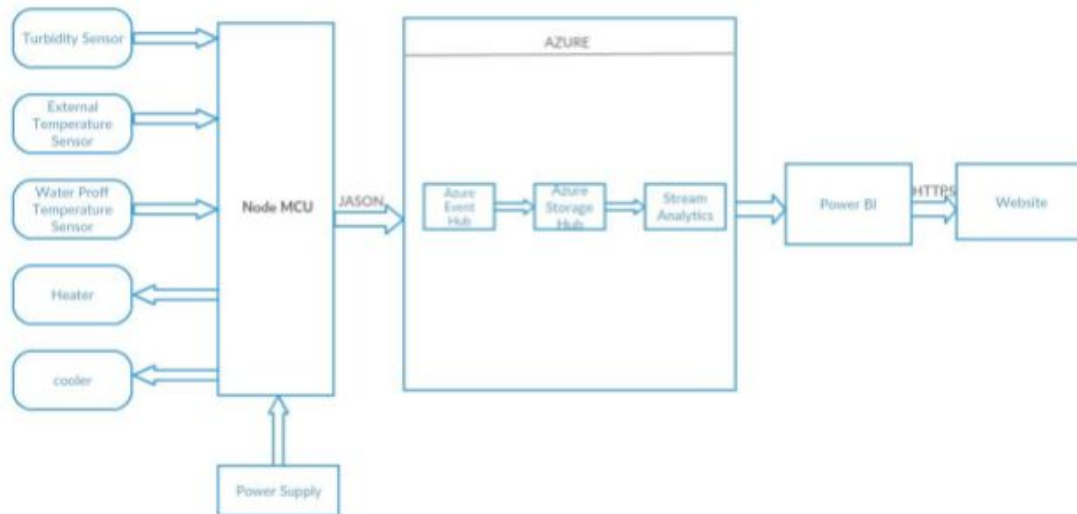 Turbidity Sensor
External
Temperature
Sensor
Water Proff
Temperature
Sensor
Heater
cooler
Node MCU
Power Supply
JASON
AZURE
Azure
Event
Hub
Azure
Storage
Hub
Stream
Analytics
Power BI
HTTPS
Website